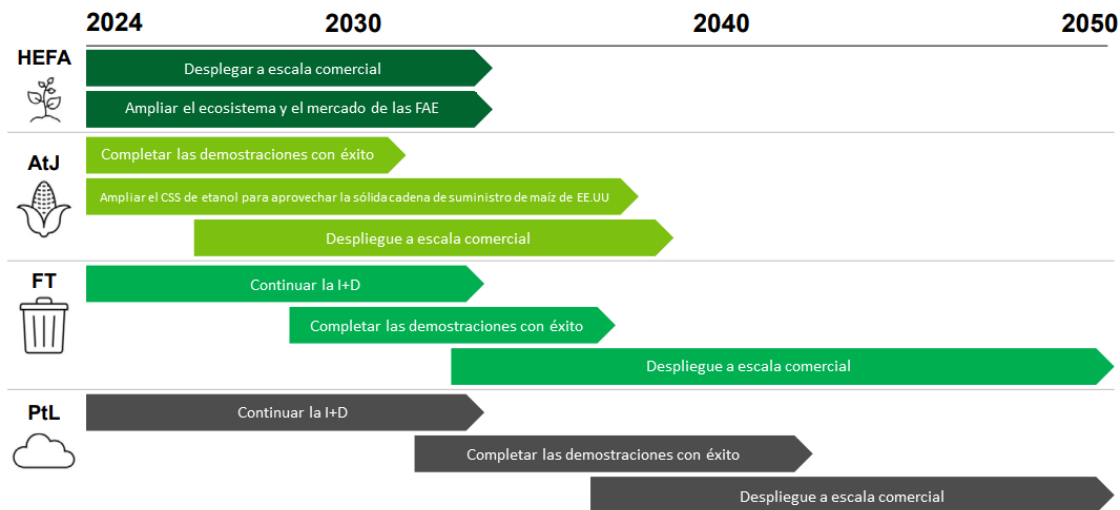 2024 2030 2040 2050
HEFA
Desplegar a escala comercial
Ampliar el ecosistema y el mercado de las FAE
AtJ
Completar las demostraciones con éxito
Ampliar el CSS de etanol para aprovechar la sólida cadena de suministro de maíz de EE.UU
Despliegue a escala comercial
FT
Continuar la I+D
Completar las demostraciones con éxito
Despliegue a escala comercial
PtL
Continuar la I+D
Completar las demostraciones con éxito
Despliegue a escala comercial